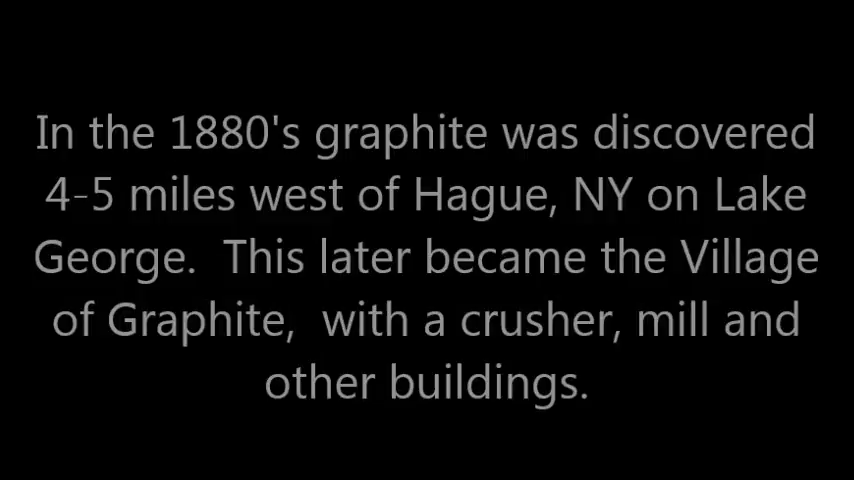 In the 1880's graphite was discovered
4-5 miles west of Hague, NY on Lake
George.  This later became the Village
of Graphite,  with a crusher, mill and
other buildings.